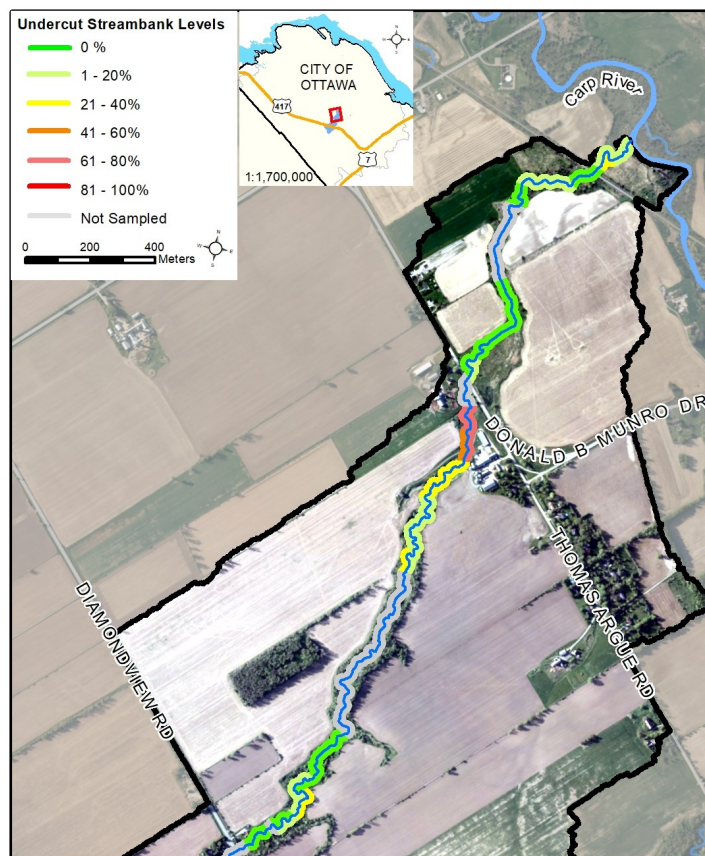 Undercut Streambank Levels
0 %
1 - 20%
21 - 40%
41 - 60%
61 - 80%
81 - 100%
Not Sampled
0 200 400
Meters
N
W E
S
CITY OF
OTTAWA
417
7
1:1,700,000
Carp River
DONALD B MUNRO DR
THOMAS ARGUE RD
DIAMONDVIEW RD